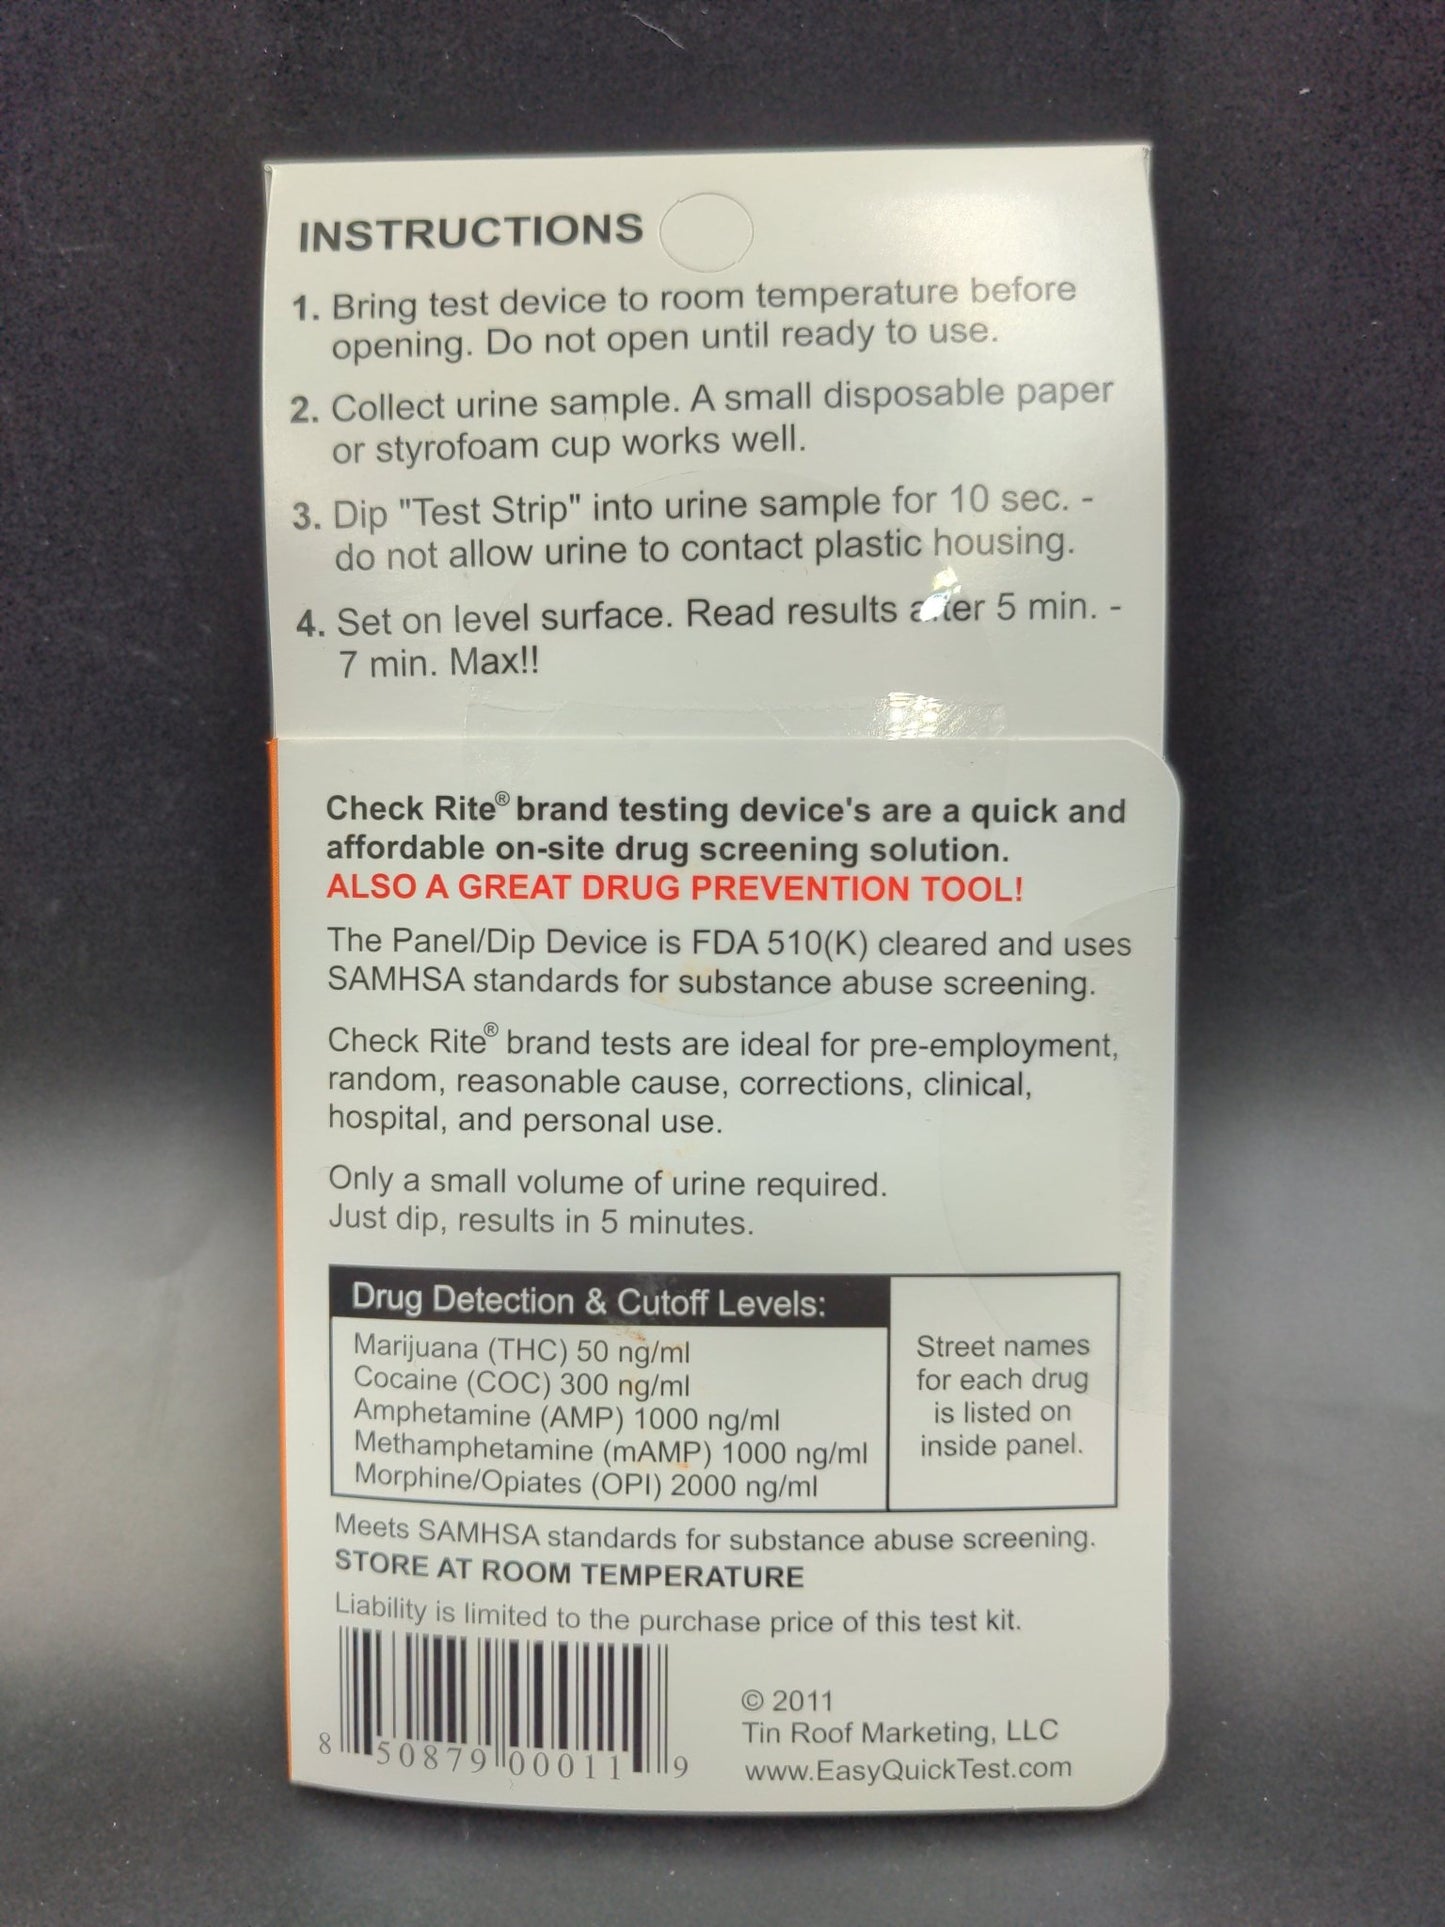 INSTRUCTIONS
1. Bring test device to room temperature before
opening. Do not open until ready to use.
2. Collect urine sample. A small disposable paper
or styrofoam cup works well.
3. Dip "Test Strip" into urine sample for 10 sec. -
do not allow urine to contact plastic housing.
4. Set on level surface. Read results after 5 min. -
7 min. Max!!
Check Rite® brand testing device's are a quick and
affordable on-site drug screening solution.
ALSO A GREAT DRUG PREVENTION TOOL!
The Panel/Dip Device is FDA 510(K) cleared and uses
SAMHSA standards for substance abuse screening.
Check Rite® brand tests are ideal for pre-employment,
random, reasonable cause, corrections, clinical,
hospital, and personal use.
Only a small volume of urine required.
Just dip, results in 5 minutes.
Drug Detection & Cutoff Levels:
Marijuana (THC) 50 ng/ml
Cocaine (COC) 300 ng/ml
Amphetamine (AMP) 1000 ng/ml
Methamphetamine (mAMP) 1000 ng/ml
Morphine/Opiates (OPI) 2000 ng/ml
Street names
for each drug
is listed on
inside panel.
Meets SAMHSA standards for substance abuse screening.
STORE AT ROOM TEMPERATURE
Liability is limited to the purchase price of this test kit.
8 50879 00011 9
© 2011
Tin Roof Marketing, LLC
www.EasyQuickTest.com